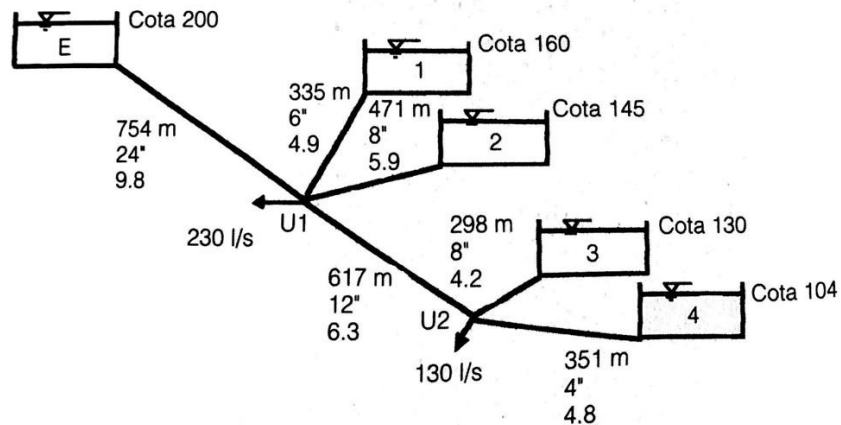 Cota 200
E
Cota 160
1
335 m
6"
4.9
471 m
8"
5.9
Cota 145
2
754 m
24"
9.8
230 l/s
U1
298 m
8"
4.2
Cota 130
3
617 m
12"
6.3
U2
Cota 104
4
130 l/s
351 m
4"
4.8